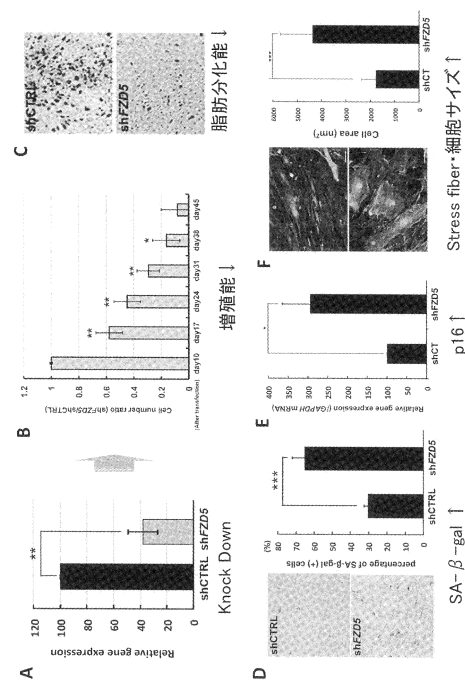 A
Relative gene expression
120
100
80
60
40
20
0
**
shCTRL shFZD5
Knock Down
B
Cell number ratio (shFZD5/shCTRL)
1.2
1
0.8
0.6
0.4
0.2
0
(After transfection)
** ** ** *
day10 day17 day24 day31 day38 day45
増殖能↓
C
shCTRL
shFZD5
脂肪分化能↓
D
shCTRL
shFZD5
(%)
percentage of SA-β-gal (+) cells
80
70
60
50
40
30
20
10
0
***
shCTRL shFZD5
SA-β-gal ↑
E
Relative gene expression (/GAPDH mRNA)
400
350
300
250
200
150
100
50
0
*
shCT shFZD5
p16↑
F
Cell area (nm²)
6000
5000
4000
3000
2000
1000
0
***
shCT shFZD5
Stress fiber・細胞サイズ↑